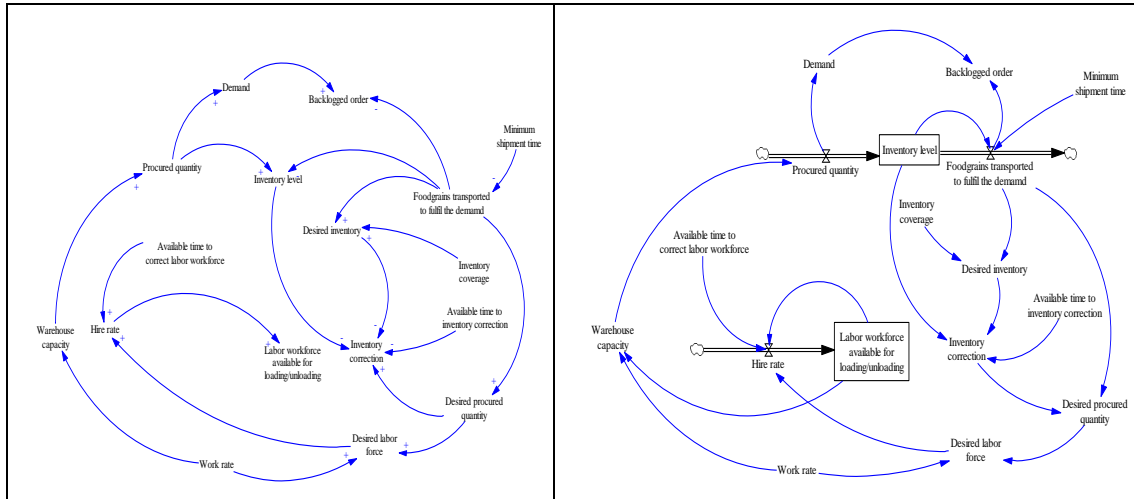 Demand
+
+
Backlogged order
-
Minimum
shipment time
Procured quantity
+
+
Inventory level
-
-
Foodgrains transported
to fulfil the demamd
+
Desired inventory
+
Available time to
correct labor workforce
Inventory
coverage
+
Hire rate
+
Warehouse
capacity
Available time to
inventory correction
-
-
-
+
Labor workforce
available for
loading/unloading
Inventory
correction
+
+
Desired procured
quantity
Desired labor
force
+
+
Work rate
Demand
Backlogged order
Minimum
shipment time
Inventory level
Procured quantity
Foodgrains transported
to fulfil the demamd
Inventory
coverage
Available time to
correct labor workforce
Desired inventory
Available time to
inventory correction
Warehouse
capacity
Labor workforce
available for
loading/unloading
Hire rate
Inventory
correction
Desired procured
quantity
Desired labor
force
Work rate